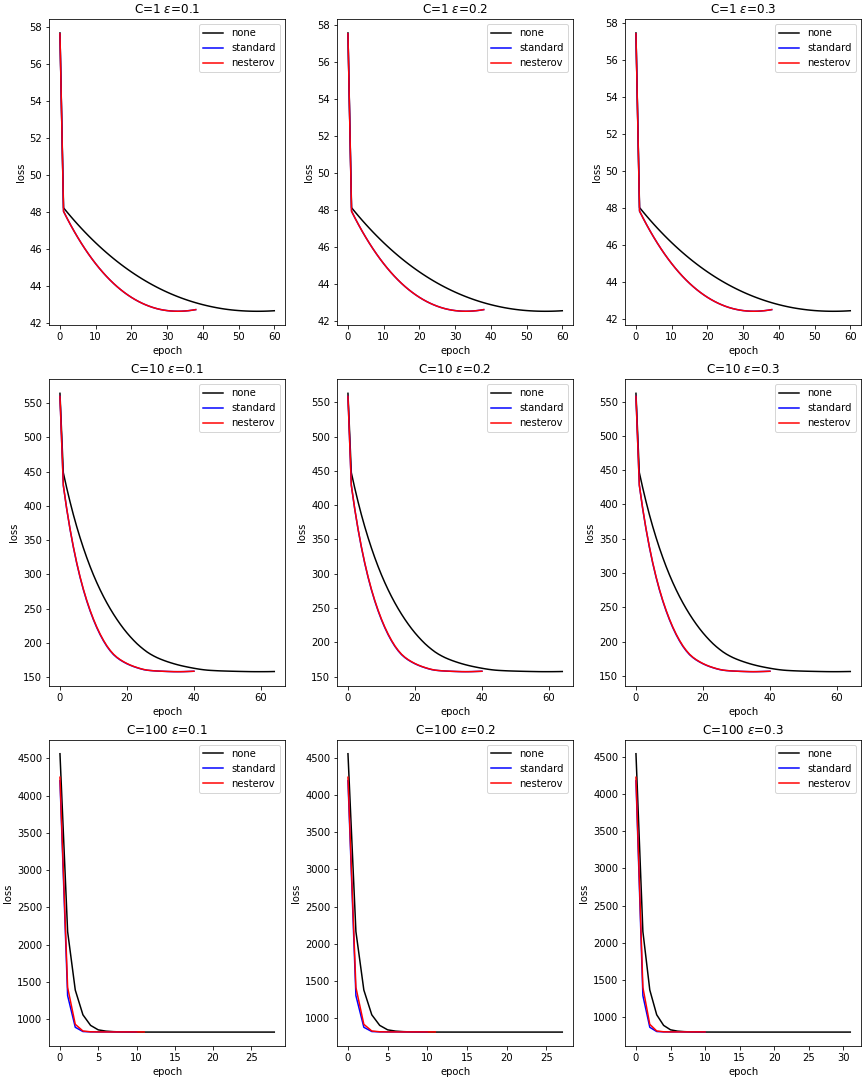 C=1 ε=0.1
58
56
54
52
50
48
46
44
42
loss
0
10
20
30
40
50
60
epoch
none
standard
nesterov
C=1 ε=0.2
58
56
54
52
50
48
46
44
42
loss
0
10
20
30
40
50
60
epoch
none
standard
nesterov
C=1 ε=0.3
58
56
54
52
50
48
46
44
42
loss
0
10
20
30
40
50
60
epoch
none
standard
nesterov
C=10 ε=0.1
550
500
450
400
350
300
250
200
150
loss
0
20
40
60
epoch
none
standard
nesterov
C=10 ε=0.2
550
500
450
400
350
300
250
200
150
loss
0
20
40
60
epoch
none
standard
nesterov
C=10 ε=0.3
550
500
450
400
350
300
250
200
150
loss
0
20
40
60
epoch
none
standard
nesterov
C=100 ε=0.1
4500
4000
3500
3000
2500
2000
1500
1000
loss
0
5
10
15
20
25
epoch
none
standard
nesterov
C=100 ε=0.2
4500
4000
3500
3000
2500
2000
1500
1000
loss
0
5
10
15
20
25
epoch
none
standard
nesterov
C=100 ε=0.3
4500
4000
3500
3000
2500
2000
1500
1000
loss
0
5
10
15
20
25
30
epoch
none
standard
nesterov